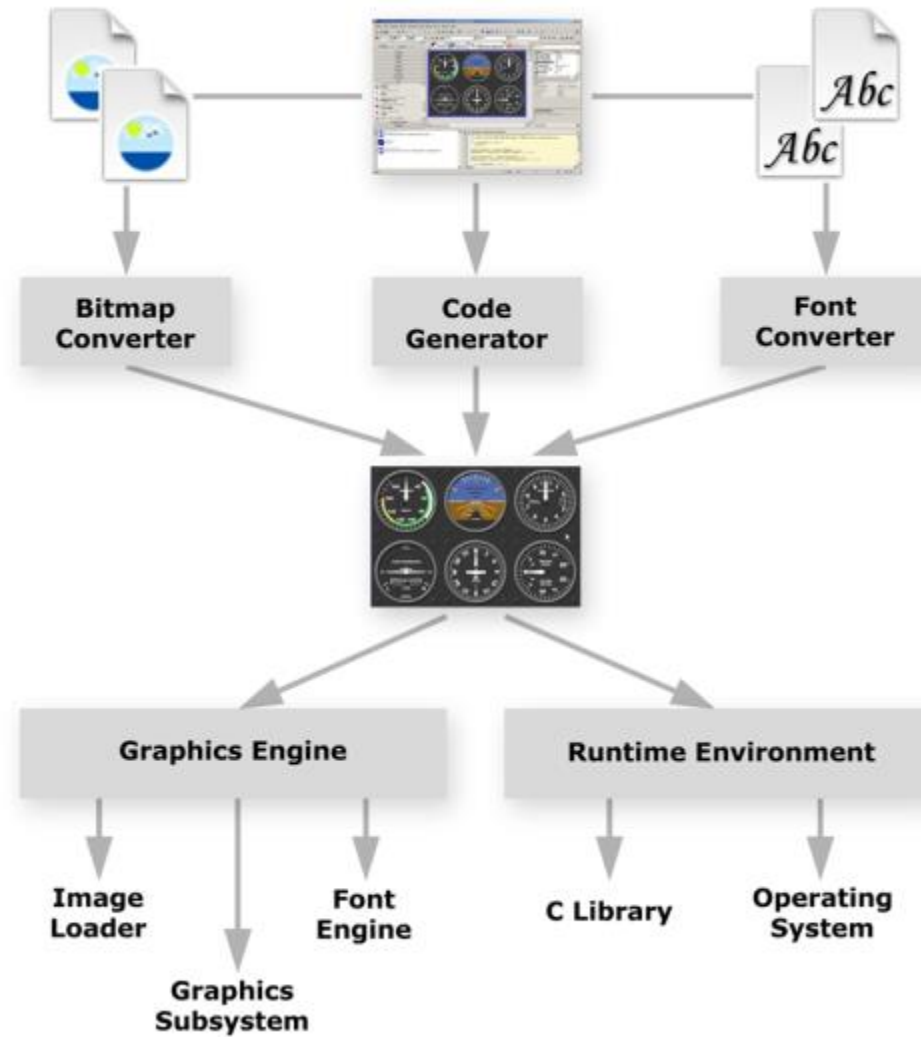 Abc
Abc
Bitmap
Converter
Code
Generator
Font
Converter
Graphics Engine
Runtime Environment
Image
Loader
Font
Engine
C Library
Operating
System
Graphics
Subsystem